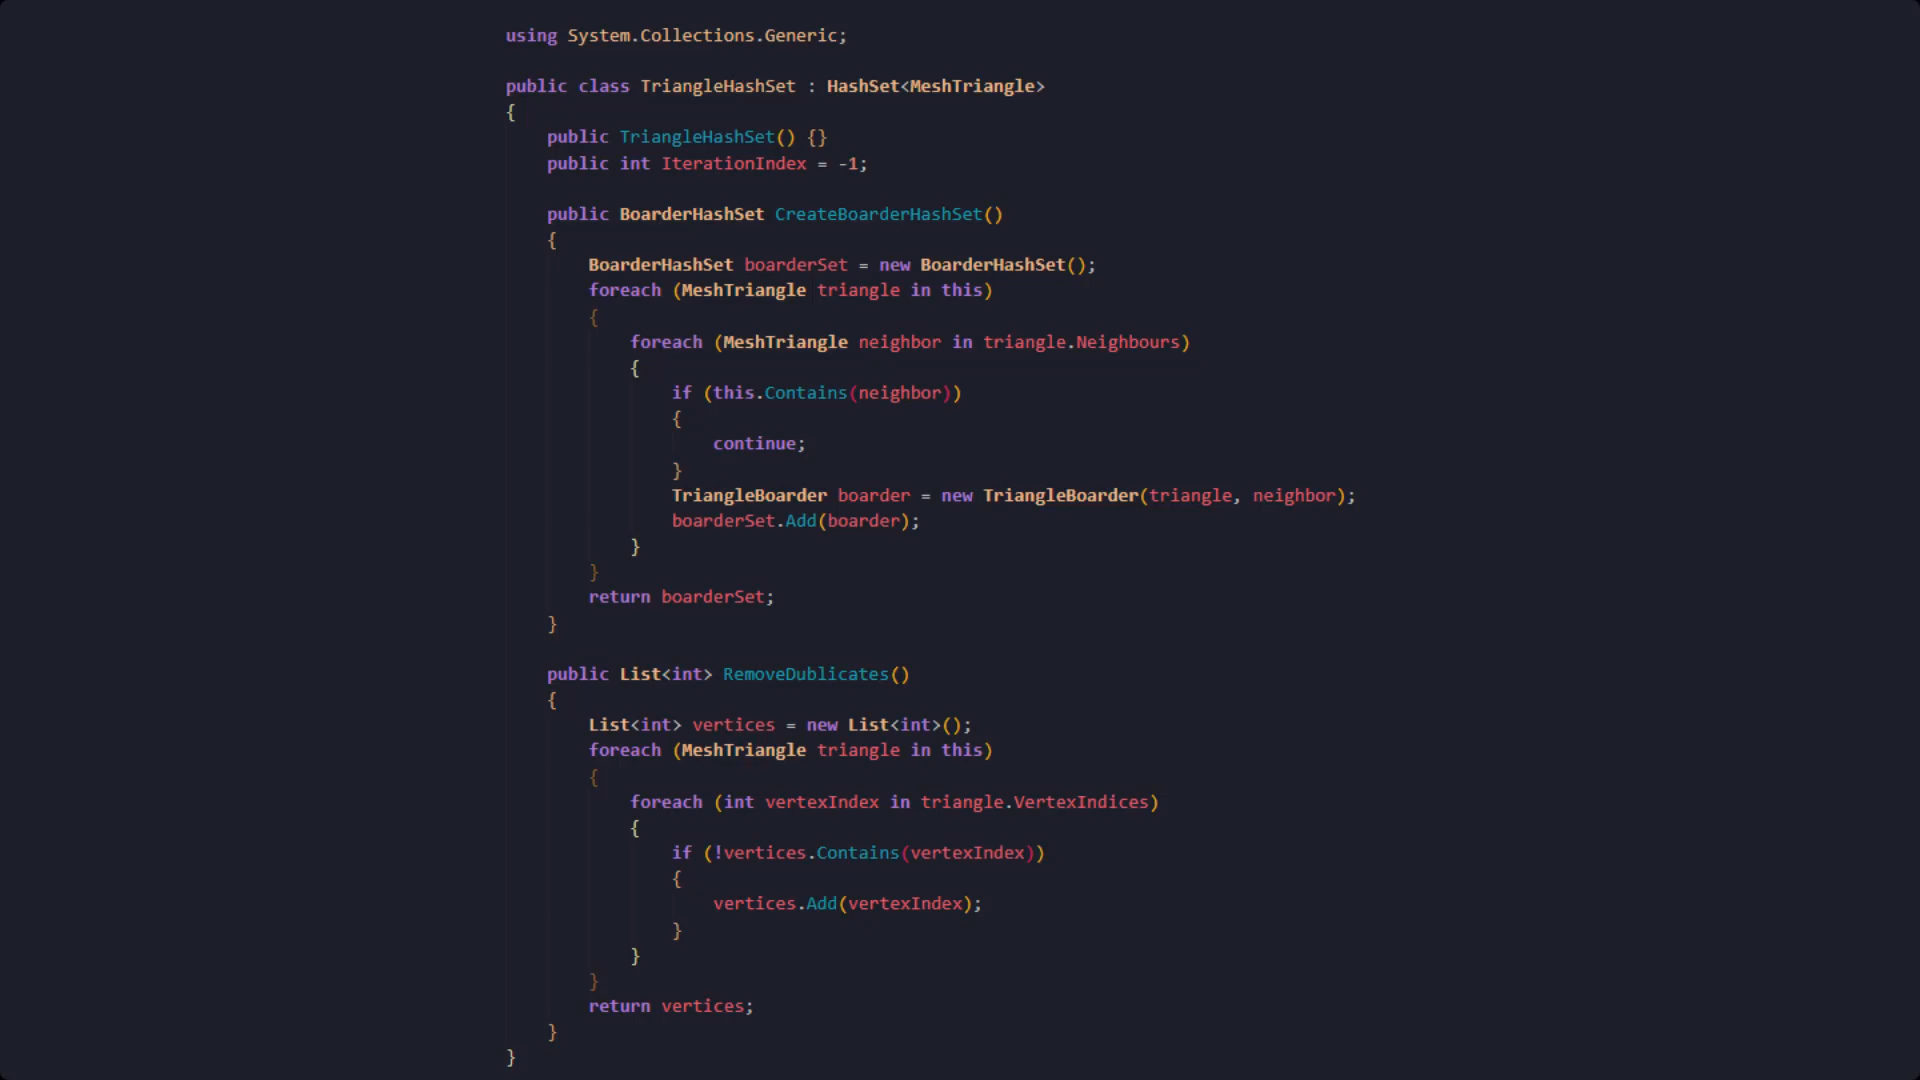 using System.Collections.Generic;
public class TriangleHashSet : HashSet<MeshTriangle>
{
public TriangleHashSet() {}
public int IterationIndex = -1;
public BoarderHashSet CreateBoarderHashSet()
{
BoarderHashSet boarderSet = new BoarderHashSet();
foreach (MeshTriangle triangle in this)
{
foreach (MeshTriangle neighbor in triangle.Neighbours)
{
if (this.Contains(neighbor))
{
continue;
}
TriangleBoarder boarder = new TriangleBoarder(triangle, neighbor);
boarderSet.Add(boarder);
}
}
return boarderSet;
}
public List<int> RemoveDublicates()
{
List<int> vertices = new List<int>();
foreach (MeshTriangle triangle in this)
{
foreach (int vertexIndex in triangle.VertexIndices)
{
if (!vertices.Contains(vertexIndex))
{
vertices.Add(vertexIndex);
}
}
}
return vertices;
}
}